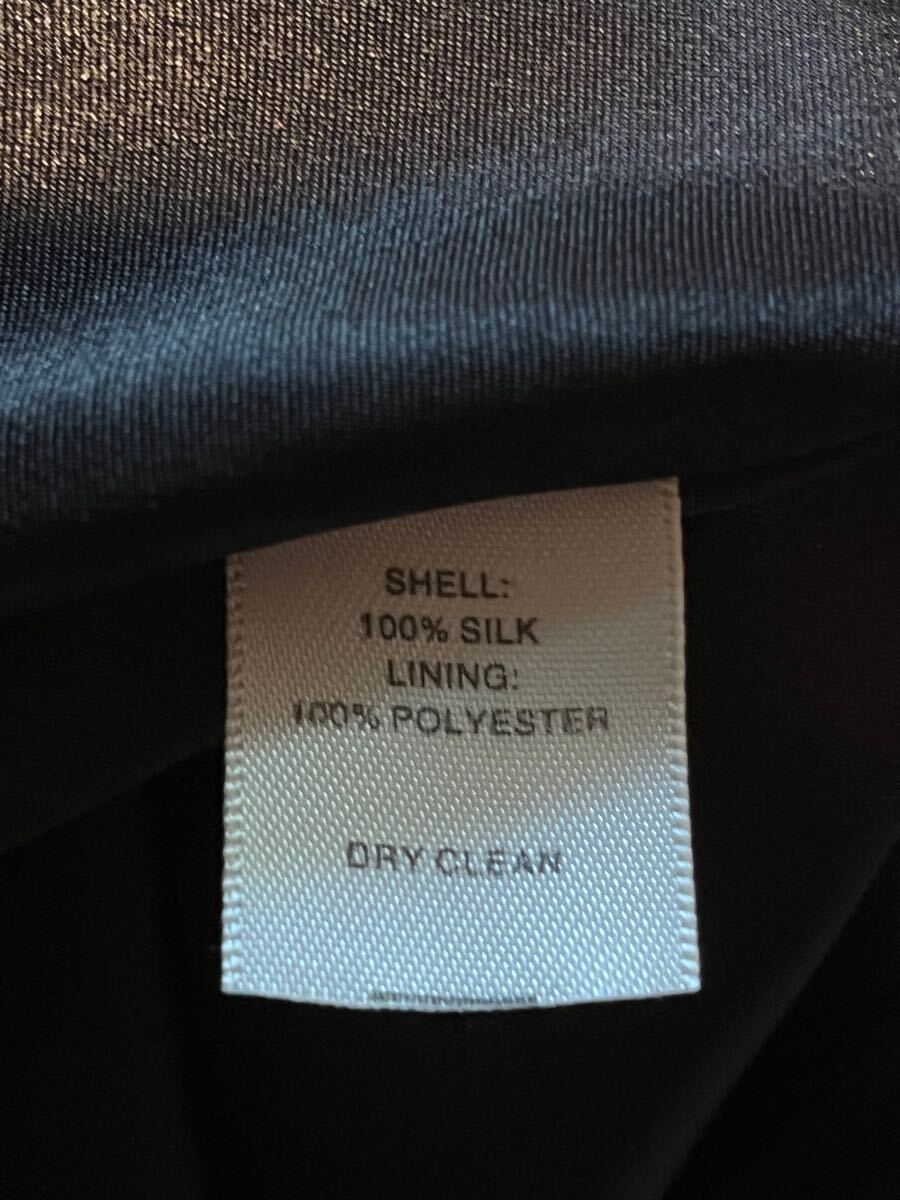 SHELL:
100% SILK
LINING:
100% POLYESTER
DRY CLEAN